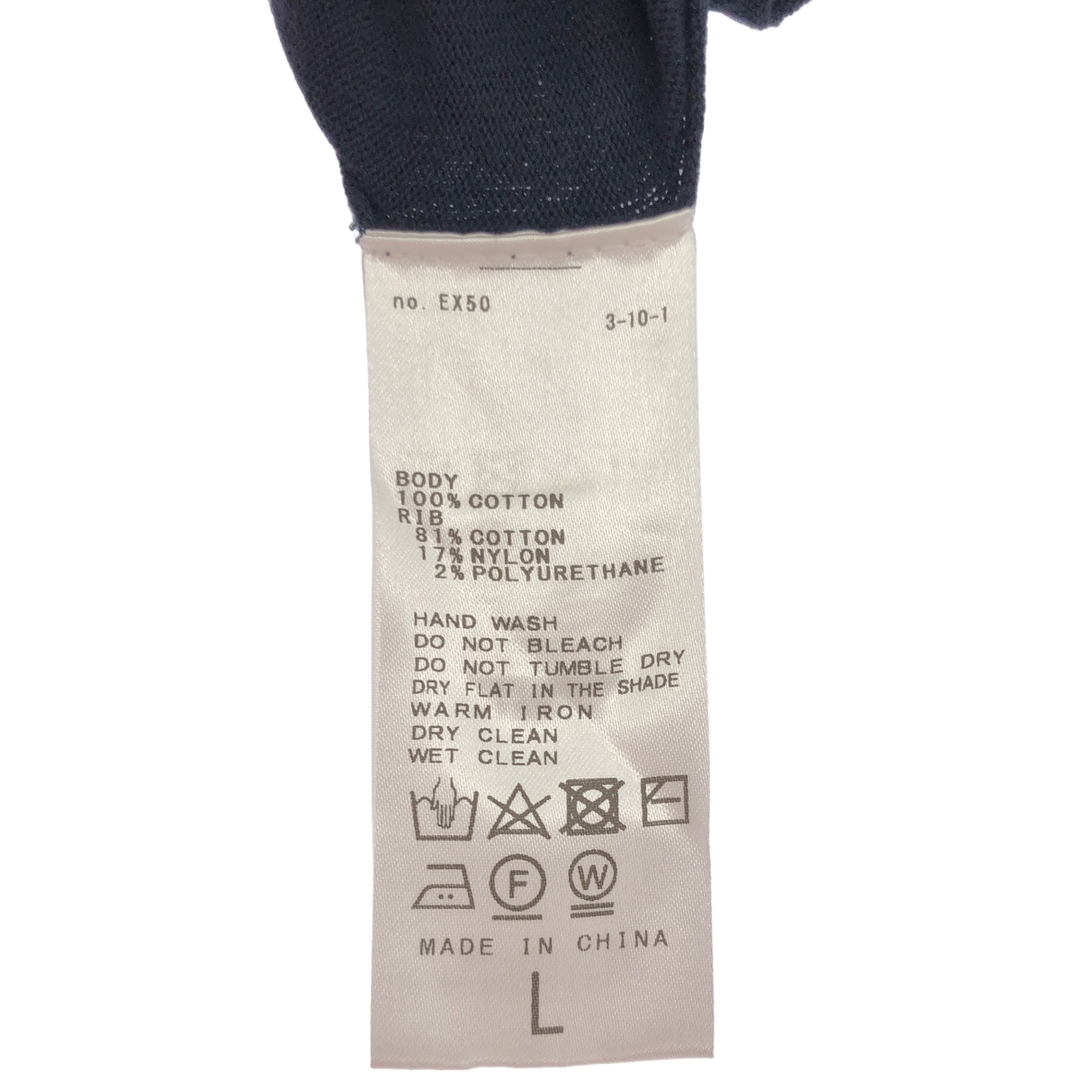 no. EX50
3-10-1
BODY
100% COTTON
RIB
81% COTTON
17% NYLON
2% POLYURETHANE
HAND WASH
DO NOT BLEACH
DO NOT TUMBLE DRY
DRY FLAT IN THE SHADE
WARM IRON
DRY CLEAN
WET CLEAN
F W
MADE IN CHINA
L